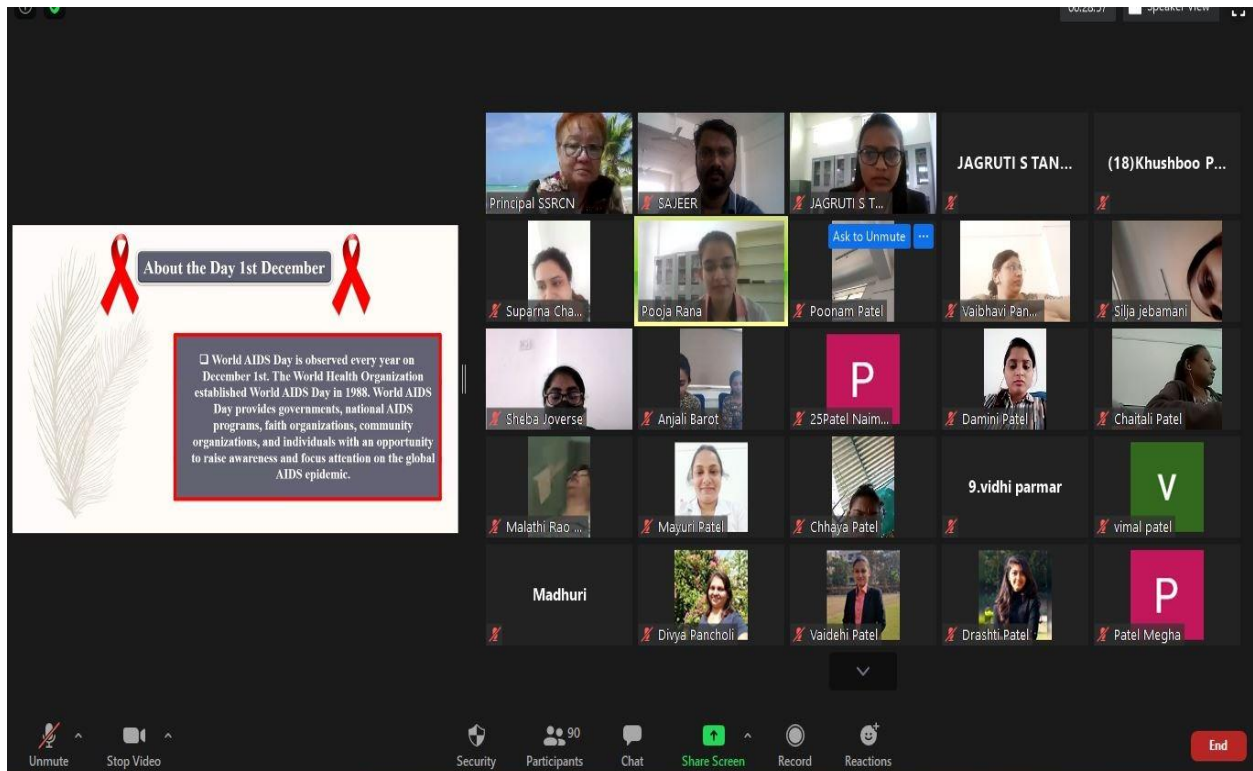 Speaker View
About the Day 1st December
❑ World AIDS Day is observed every year on
December 1st. The World Health Organization
established World AIDS Day in 1988. World AIDS
Day provides governments, national AIDS
programs, faith organizations, community
organizations, and individuals with an opportunity
to raise awareness and focus attention on the global
AIDS epidemic.
Principal SSRCN
SAJEER
JAGRUTI S T...
JAGRUTI S TAN...
(18)Khushboo P...
Suparna Cha...
Pooja Rana
Ask to Unmute ...
Poonam Patel
Vaibhavi Pan...
Silja jebamani
Sheba Joverse
Anjali Barot
P
25Patel Naim...
Damini Patel
Chaitali Patel
Malathi Rao ...
Mayuri Patel
Chhaya Patel
9.vidhi parmar
V
vimal patel
Madhuri
Divya Pancholi
Vaidehi Patel
Drashti Patel
P
Patel Megha
Unmute
Stop Video
Security
90
Participants
Chat
Share Screen
Record
Reactions
End